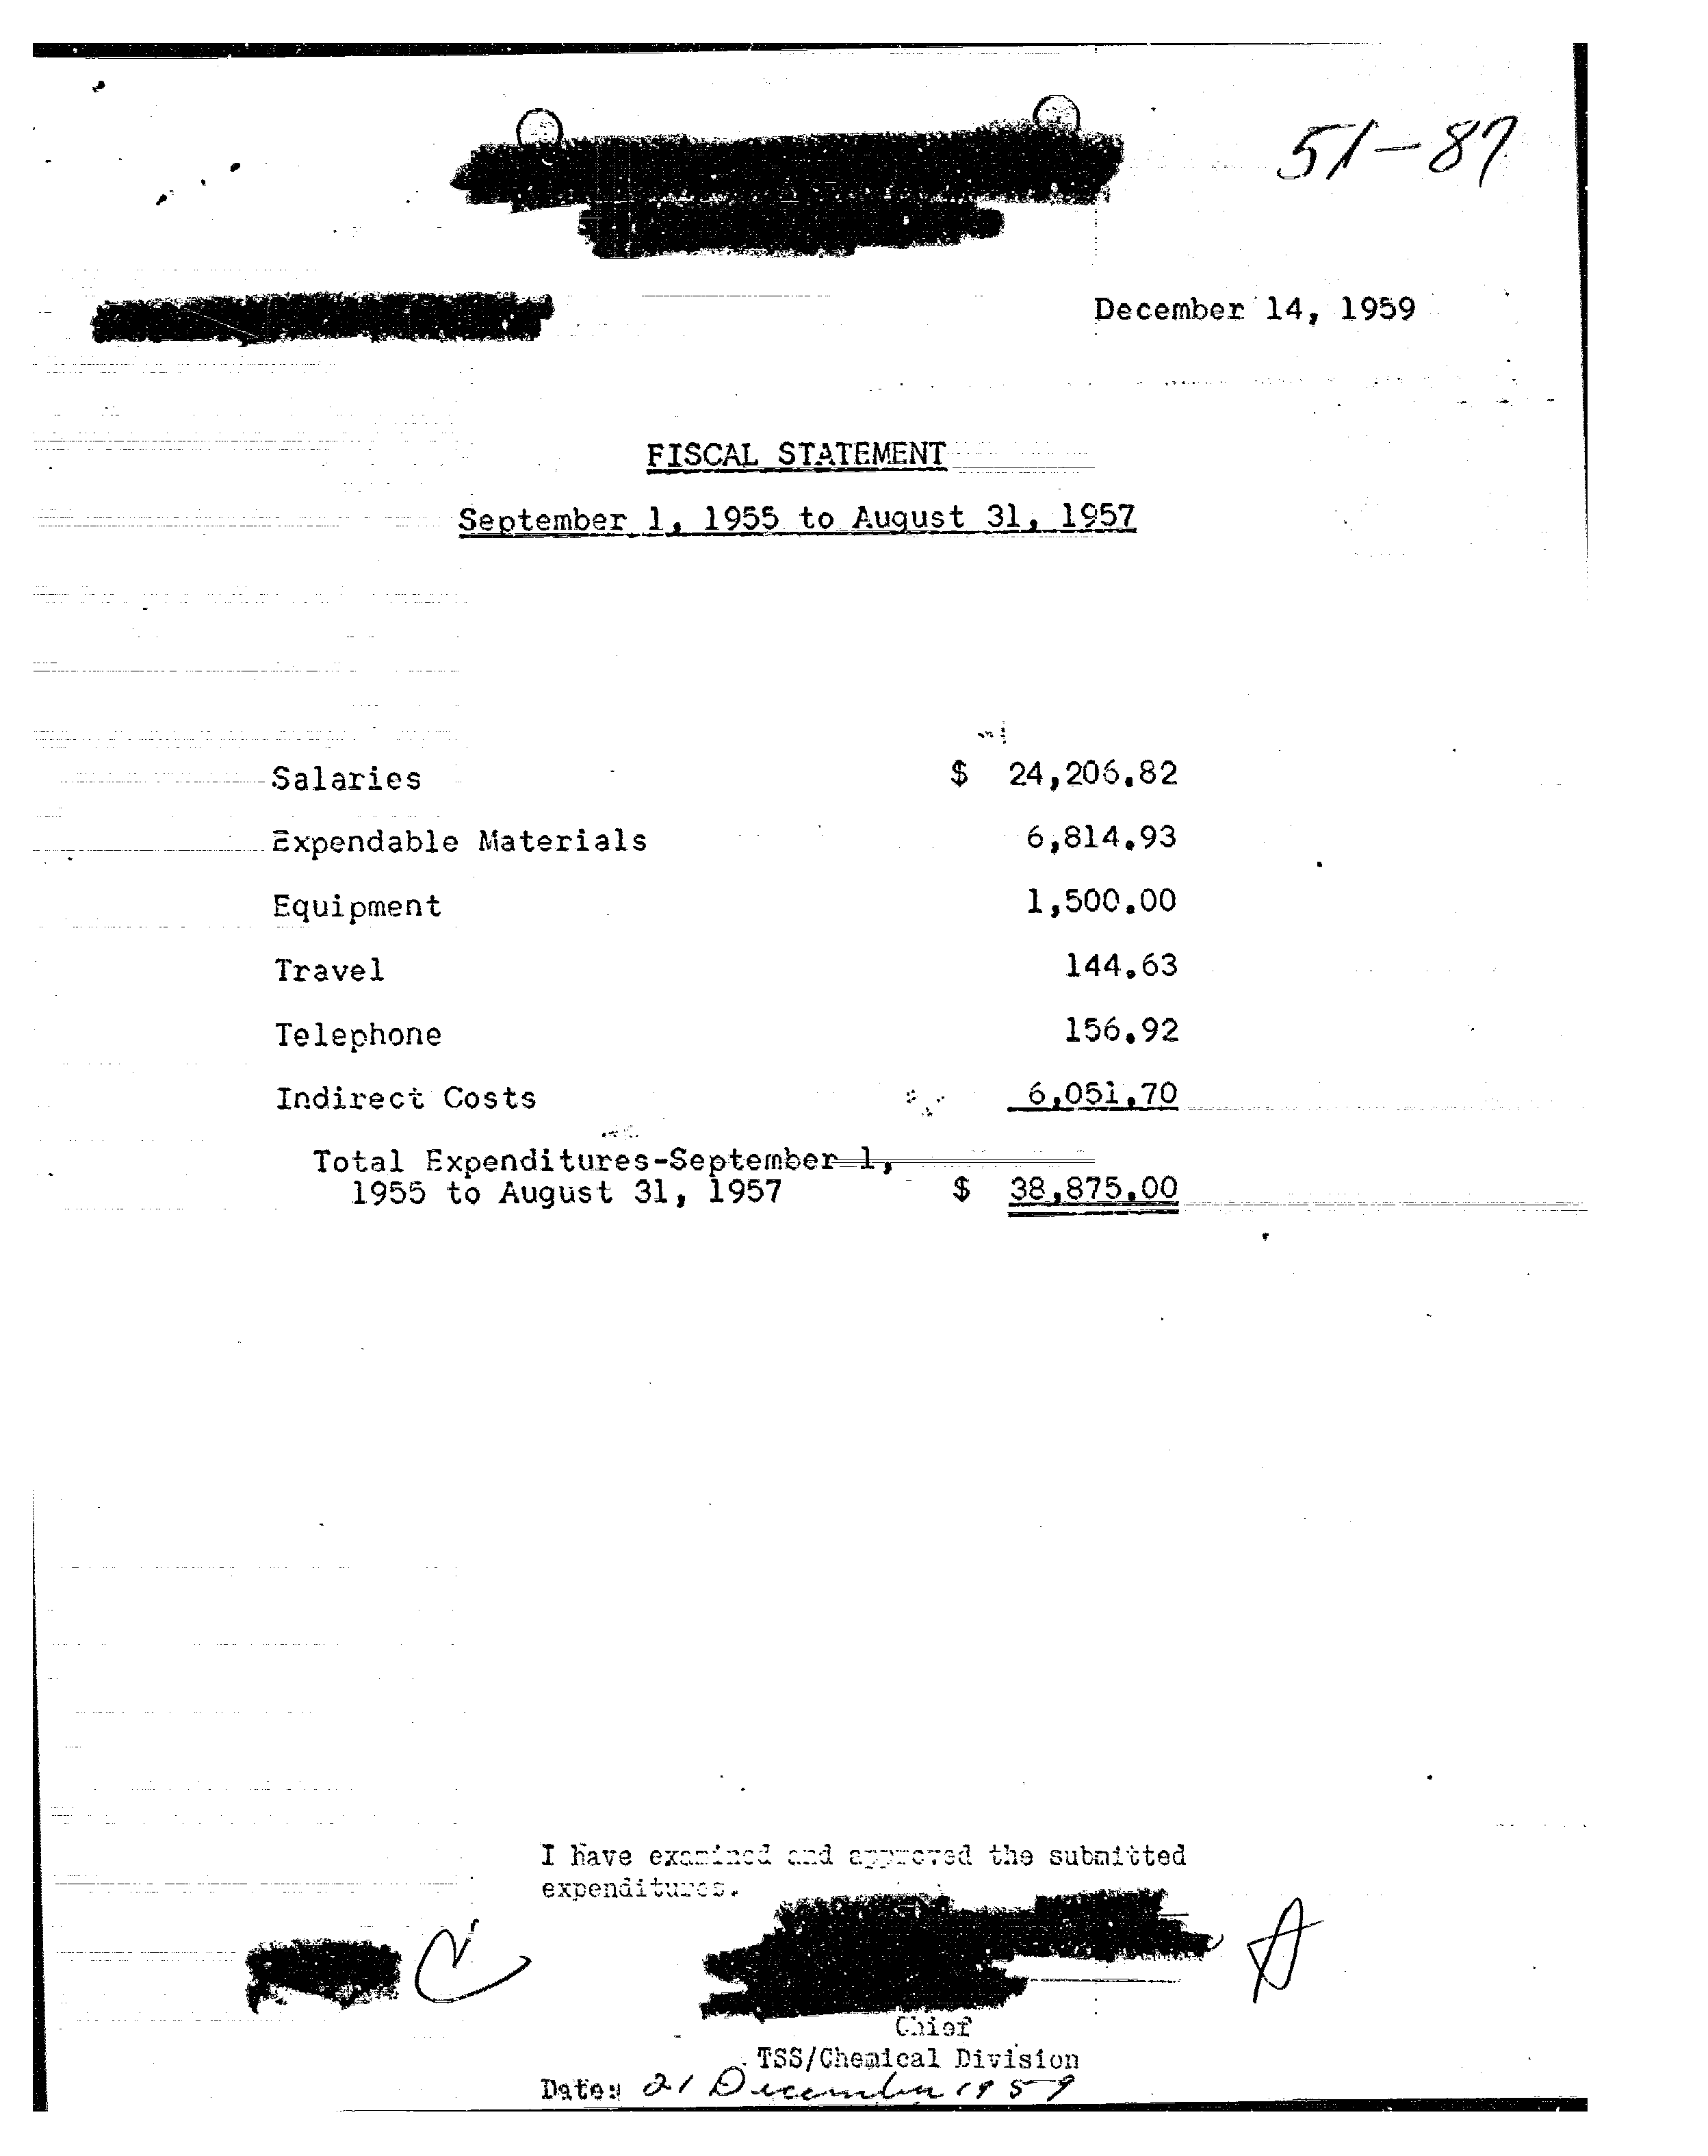 51-87
December 14, 1959
FISCAL STATEMENT
September 1, 1955 to August 31, 1957
Salaries $ 24,206.82
Expendable Materials 6,814.93
Equipment 1,500.00
Travel 144.63
Telephone 156.92
Indirect Costs 6,051.70
Total Expenditures-September 1,
1955 to August 31, 1957 $ 38,875.00
I have examined and approved the submitted
expenditures.
C
A
Chief
TSS/Chemical Division
Date: 21 December 1959